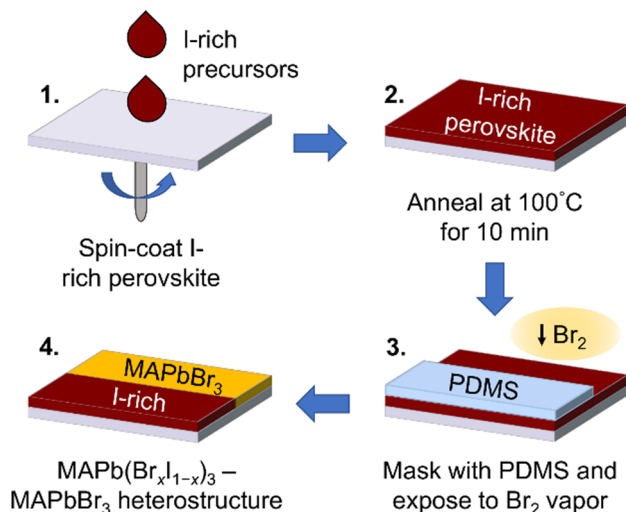 1.
I-rich
precursors
Spin-coat I-
rich perovskite
2.
I-rich
perovskite
Anneal at 100°C
for 10 min
3.
↓ Br₂
PDMS
Mask with PDMS and
expose to Br₂ vapor
4.
MAPbBr₃
I-rich
MAPb(BrₓI₁₋ₓ)₃ –
MAPbBr₃ heterostructure